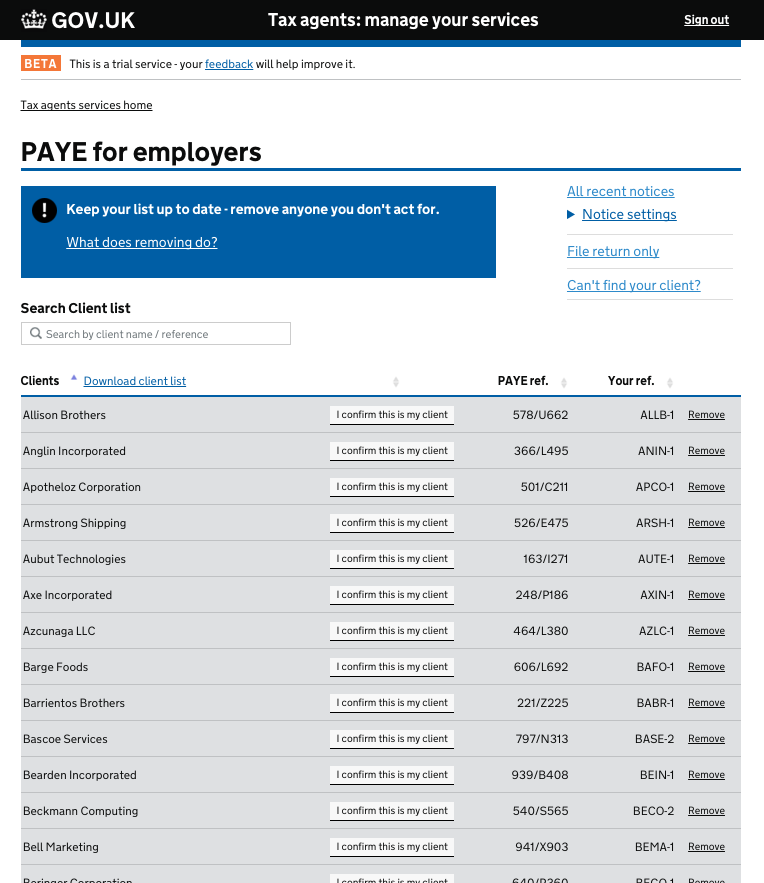 GOV.UK Tax agents: manage your services Sign out
BETA This is a trial service - your feedback will help improve it.
Tax agents services home
PAYE for employers
! Keep your list up to date - remove anyone you don't act for.
What does removing do?
All recent notices
Notice settings
File return only
Can't find your client?
Search Client list
Search by client name / reference
Clients Download client list PAYE ref. Your ref.
Allison Brothers I confirm this is my client 578/U662 ALLB-1 Remove
Anglin Incorporated I confirm this is my client 366/L495 ANIN-1 Remove
Apotheloz Corporation I confirm this is my client 501/C211 APCO-1 Remove
Armstrong Shipping I confirm this is my client 526/E475 ARSH-1 Remove
Aubut Technologies I confirm this is my client 163/I271 AUTE-1 Remove
Axe Incorporated I confirm this is my client 248/P186 AXIN-1 Remove
Azcunaga LLC I confirm this is my client 464/L380 AZLC-1 Remove
Barge Foods I confirm this is my client 606/L692 BAFO-1 Remove
Barrientos Brothers I confirm this is my client 221/Z225 BABR-1 Remove
Bascoe Services I confirm this is my client 797/N313 BASE-2 Remove
Bearden Incorporated I confirm this is my client 939/B408 BEIN-1 Remove
Beckmann Computing I confirm this is my client 540/S565 BECO-2 Remove
Bell Marketing I confirm this is my client 941/X903 BEMA-1 Remove
Corporation I confirm this is my client BECO-1 Remove